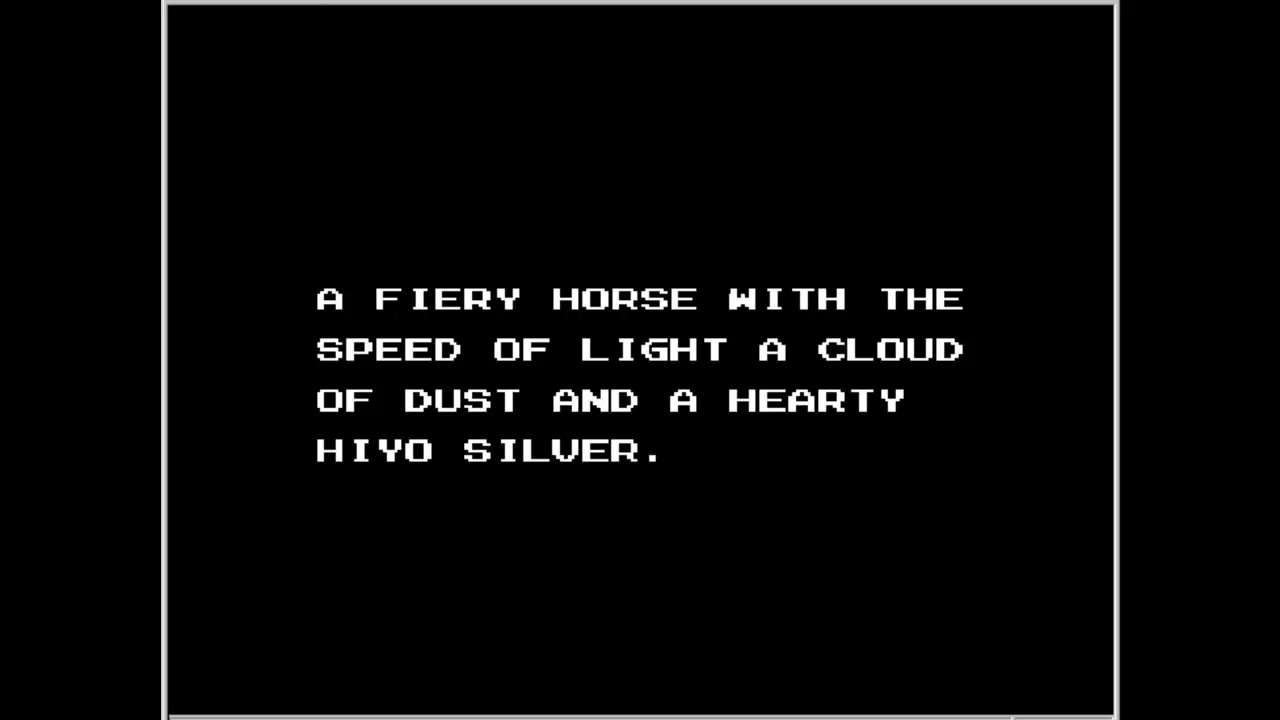 A FIERY HORSE WITH THE
SPEED OF LIGHT A CLOUD
OF DUST AND A HEARTY
HIYO SILVER.